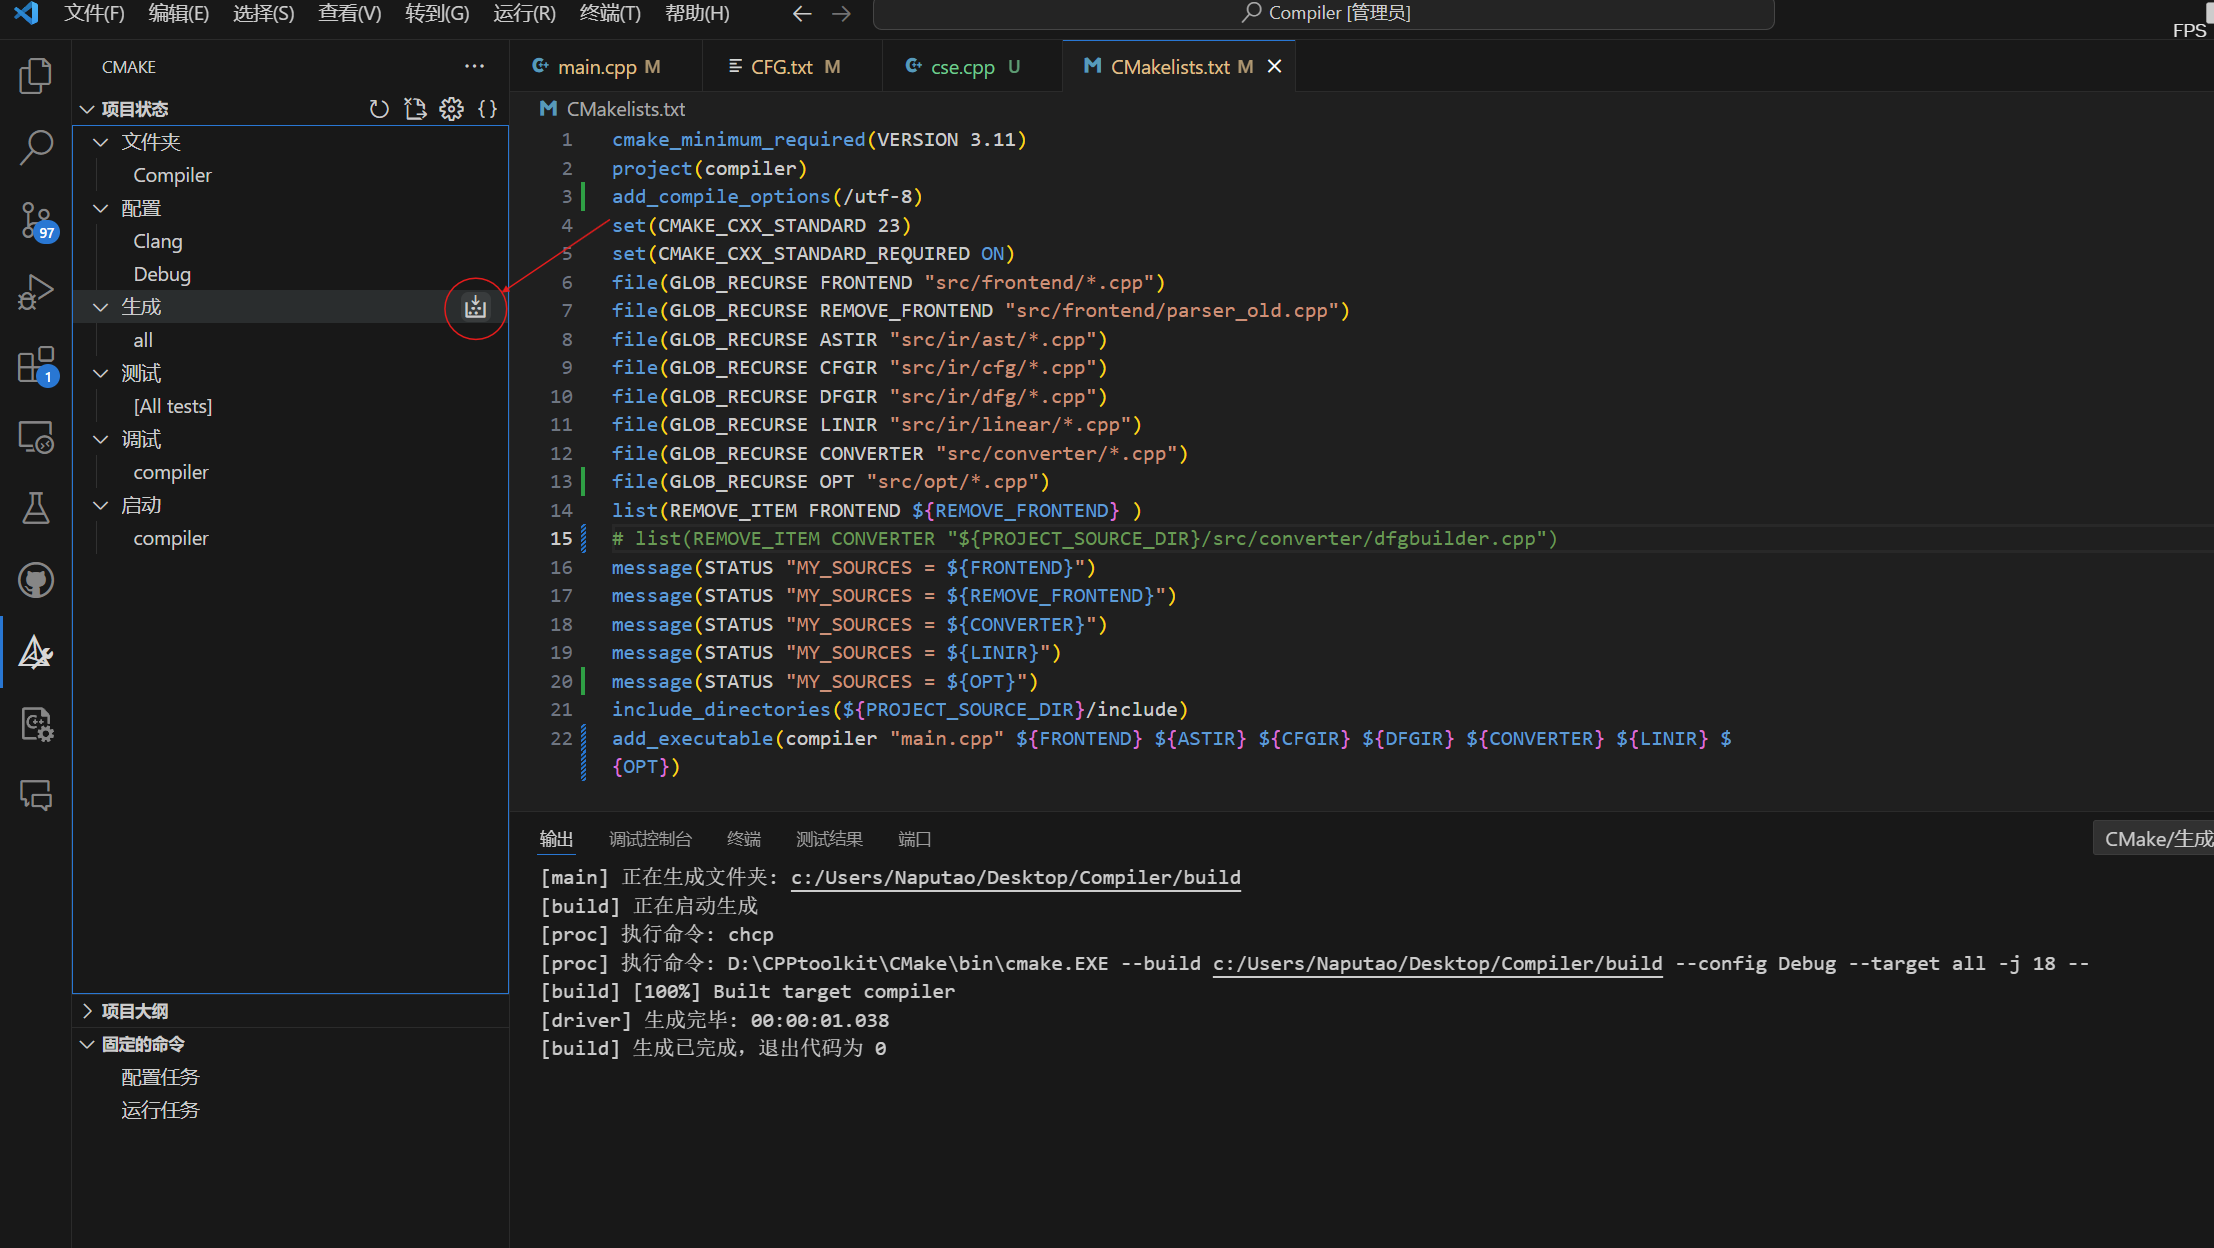 文件(F) 编辑(E) 选择(S) 查看(V) 转到(G) 运行(R) 终端(T) 帮助(H)
Compiler [管理员]
FPS
CMAKE
main.cpp M
CFG.txt M
cse.cpp U
CMakelists.txt M
项目状态
文件夹
Compiler
配置
Clang
Debug
生成
all
测试
[All tests]
调试
compiler
启动
compiler
97
1
CMakelists.txt
1 cmake_minimum_required(VERSION 3.11)
2 project(compiler)
3 add_compile_options(/utf-8)
4 set(CMAKE_CXX_STANDARD 23)
5 set(CMAKE_CXX_STANDARD_REQUIRED ON)
6 file(GLOB_RECURSE FRONTEND "src/frontend/*.cpp")
7 file(GLOB_RECURSE REMOVE_FRONTEND "src/frontend/parser_old.cpp")
8 file(GLOB_RECURSE ASTIR "src/ir/ast/*.cpp")
9 file(GLOB_RECURSE CFGIR "src/ir/cfg/*.cpp")
10 file(GLOB_RECURSE DFGIR "src/ir/dfg/*.cpp")
11 file(GLOB_RECURSE LINIR "src/ir/linear/*.cpp")
12 file(GLOB_RECURSE CONVERTER "src/converter/*.cpp")
13 file(GLOB_RECURSE OPT "src/opt/*.cpp")
14 list(REMOVE_ITEM FRONTEND ${REMOVE_FRONTEND} )
15 # list(REMOVE_ITEM CONVERTER "${PROJECT_SOURCE_DIR}/src/converter/dfgbuilder.cpp")
16 message(STATUS "MY_SOURCES = ${FRONTEND}")
17 message(STATUS "MY_SOURCES = ${REMOVE_FRONTEND}")
18 message(STATUS "MY_SOURCES = ${CONVERTER}")
19 message(STATUS "MY_SOURCES = ${LINIR}")
20 message(STATUS "MY_SOURCES = ${OPT}")
21 include_directories(${PROJECT_SOURCE_DIR}/include)
22 add_executable(compiler "main.cpp" ${FRONTEND} ${ASTIR} ${CFGIR} ${DFGIR} ${CONVERTER} ${LINIR} $
{OPT})
输出 调试控制台 终端 测试结果 端口
CMake/生成
[main] 正在生成文件夹: c:/Users/Naputao/Desktop/Compiler/build
[build] 正在启动生成
[proc] 执行命令: chcp
[proc] 执行命令: D:\CPPtoolkit\CMake\bin\cmake.EXE --build c:/Users/Naputao/Desktop/Compiler/build --config Debug --target all -j 18 --
[build] [100%] Built target compiler
[driver] 生成完毕: 00:00:01.038
[build] 生成已完成，退出代码为 0
项目大纲
固定的命令
配置任务
运行任务